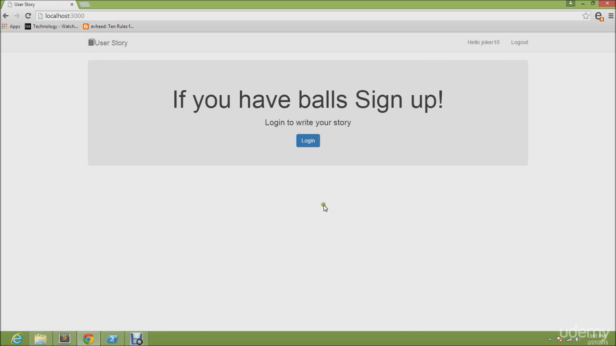 User Story
localhost:3000
Apps
Technology - Watch...
evhead: Ten Rules f...
User Story
Hello joker10
Logout
If you have balls Sign up!
Login to write your story
Login
udemy